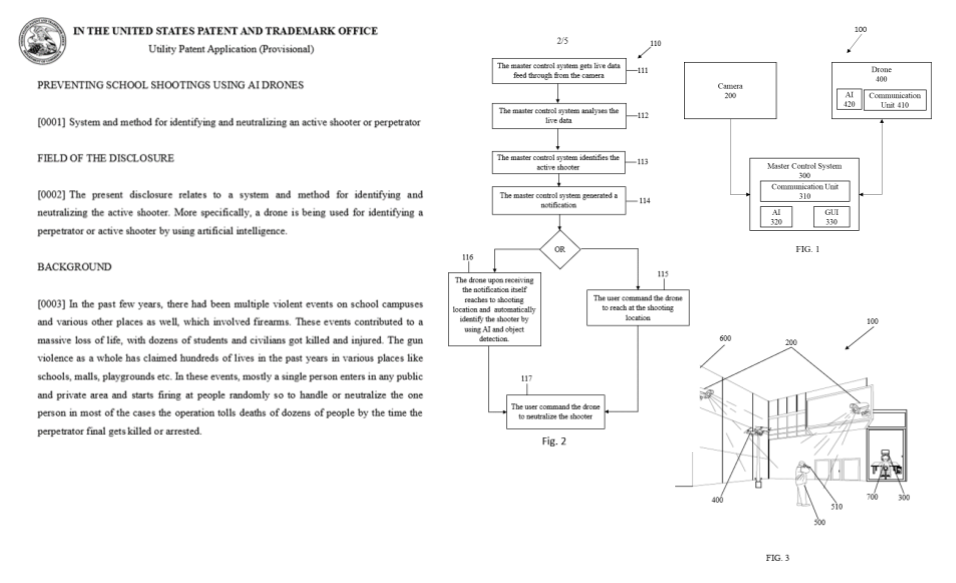 IN THE UNITED STATES PATENT AND TRADEMARK OFFICE
Utility Patent Application (Provisional)
PREVENTING SCHOOL SHOOTINGS USING AI DRONES
[0001] System and method for identifying and neutralizing an active shooter or perpetrator
FIELD OF THE DISCLOSURE
[0002] The present disclosure relates to a system and method for identifying and
neutralizing the active shooter. More specifically, a drone is being used for identifying a
perpetrator or active shooter by using artificial intelligence.
BACKGROUND
[0003] In the past few years, there had been multiple violent events on school campuses
and various other places as well, which involved firearms. These events contributed to a
massive loss of life, with dozens of students and civilians got killed and injured. The gun
violence as a whole has claimed hundreds of lives in the past years in various places like
schools, malls, playgrounds etc. In these events, mostly a single person enters in any public
and private area and starts firing at people randomly so to handle or neutralize the one
person in most of the cases the operation tolls deaths of dozens of people by the time the
perpetrator final gets killed or arrested.
2/5
110
The master control system gets live data
feed through from the camera
111
The master control system analyses the
live data
112
The master control system identifies the
active shooter
113
The master control system generated a
notification
114
OR
116
The drone upon receiving
the notification itself
reaches to shooting
location and automatically
identify the shooter by
using AI and object
detection.
115
The user command the drone
to reach at the shooting
location
117
The user command the drone
to neutralize the shooter
Fig. 2
100
Camera
200
Drone
400
AI
420
Communication
Unit 410
Master Control System
300
Communication Unit
310
AI
320
GUI
330
FIG. 1
100
600
200
400
510
500
700
300
FIG. 3